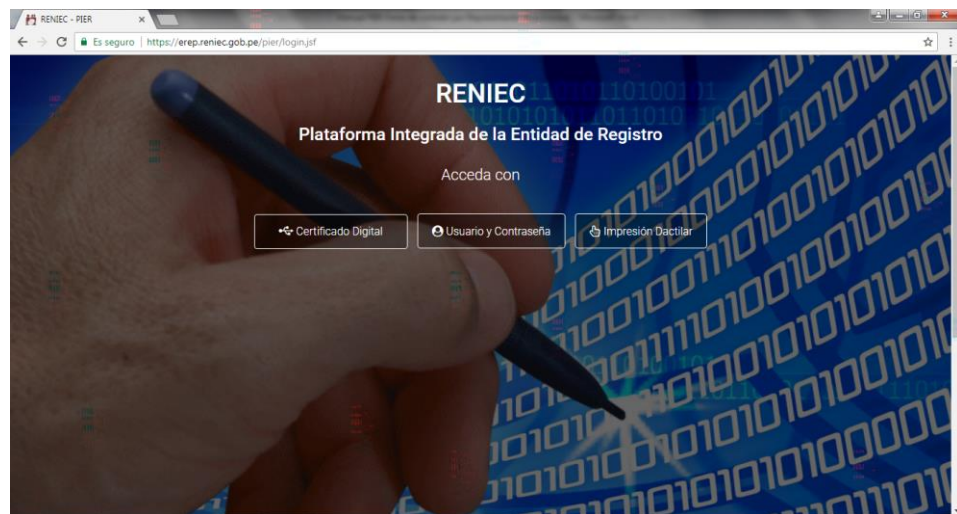 RENIEC - PIER
Es seguro https://erep.reniec.gob.pe/pier/login.jsf
RENIEC
Plataforma Integrada de la Entidad de Registro
Acceda con
Certificado Digital Usuario y Contraseña Impresión Dactilar